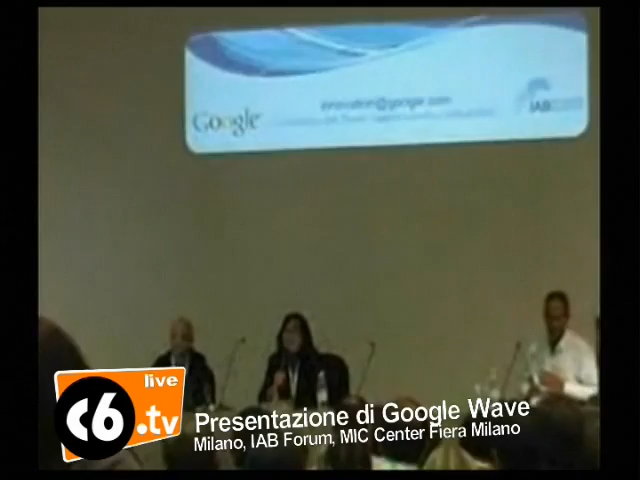 innovation@google.com
Google
IAB
live
C6.tv
Presentazione di Google Wave
Milano, IAB Forum, MIC Center Fiera Milano